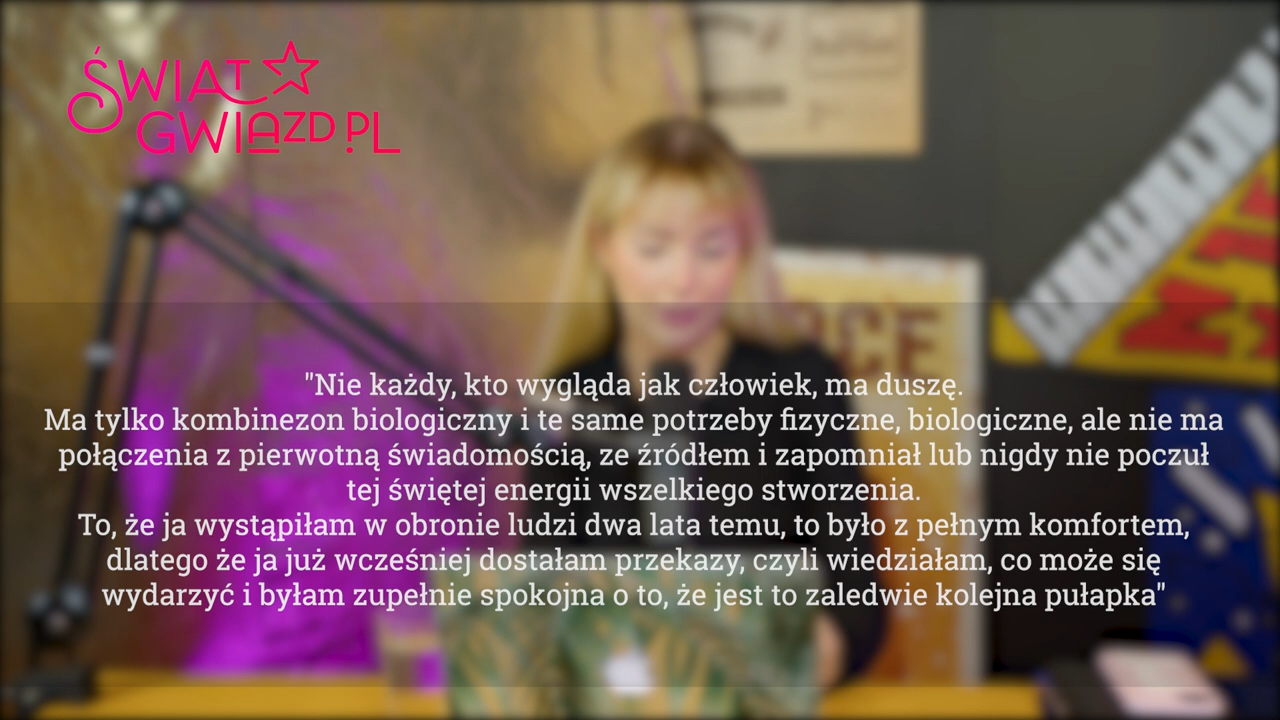 ŚWIAT
GWIAZD.PL
"Nie każdy, kto wygląda jak człowiek, ma duszę.
Ma tylko kombinezon biologiczny i te same potrzeby fizyczne, biologiczne, ale nie ma
połączenia z pierwotną świadomością, ze źródłem i zapomniał lub nigdy nie poczuł
tej świętej energii wszelkiego stworzenia.
To, że ja wystąpiłam w obronie ludzi dwa lata temu, to było z pełnym komfortem,
dlatego że ja już wcześniej dostałam przekazy, czyli wiedziałam, co może się
wydarzyć i byłam zupełnie spokojna o to, że jest to zaledwie kolejna pułapka"